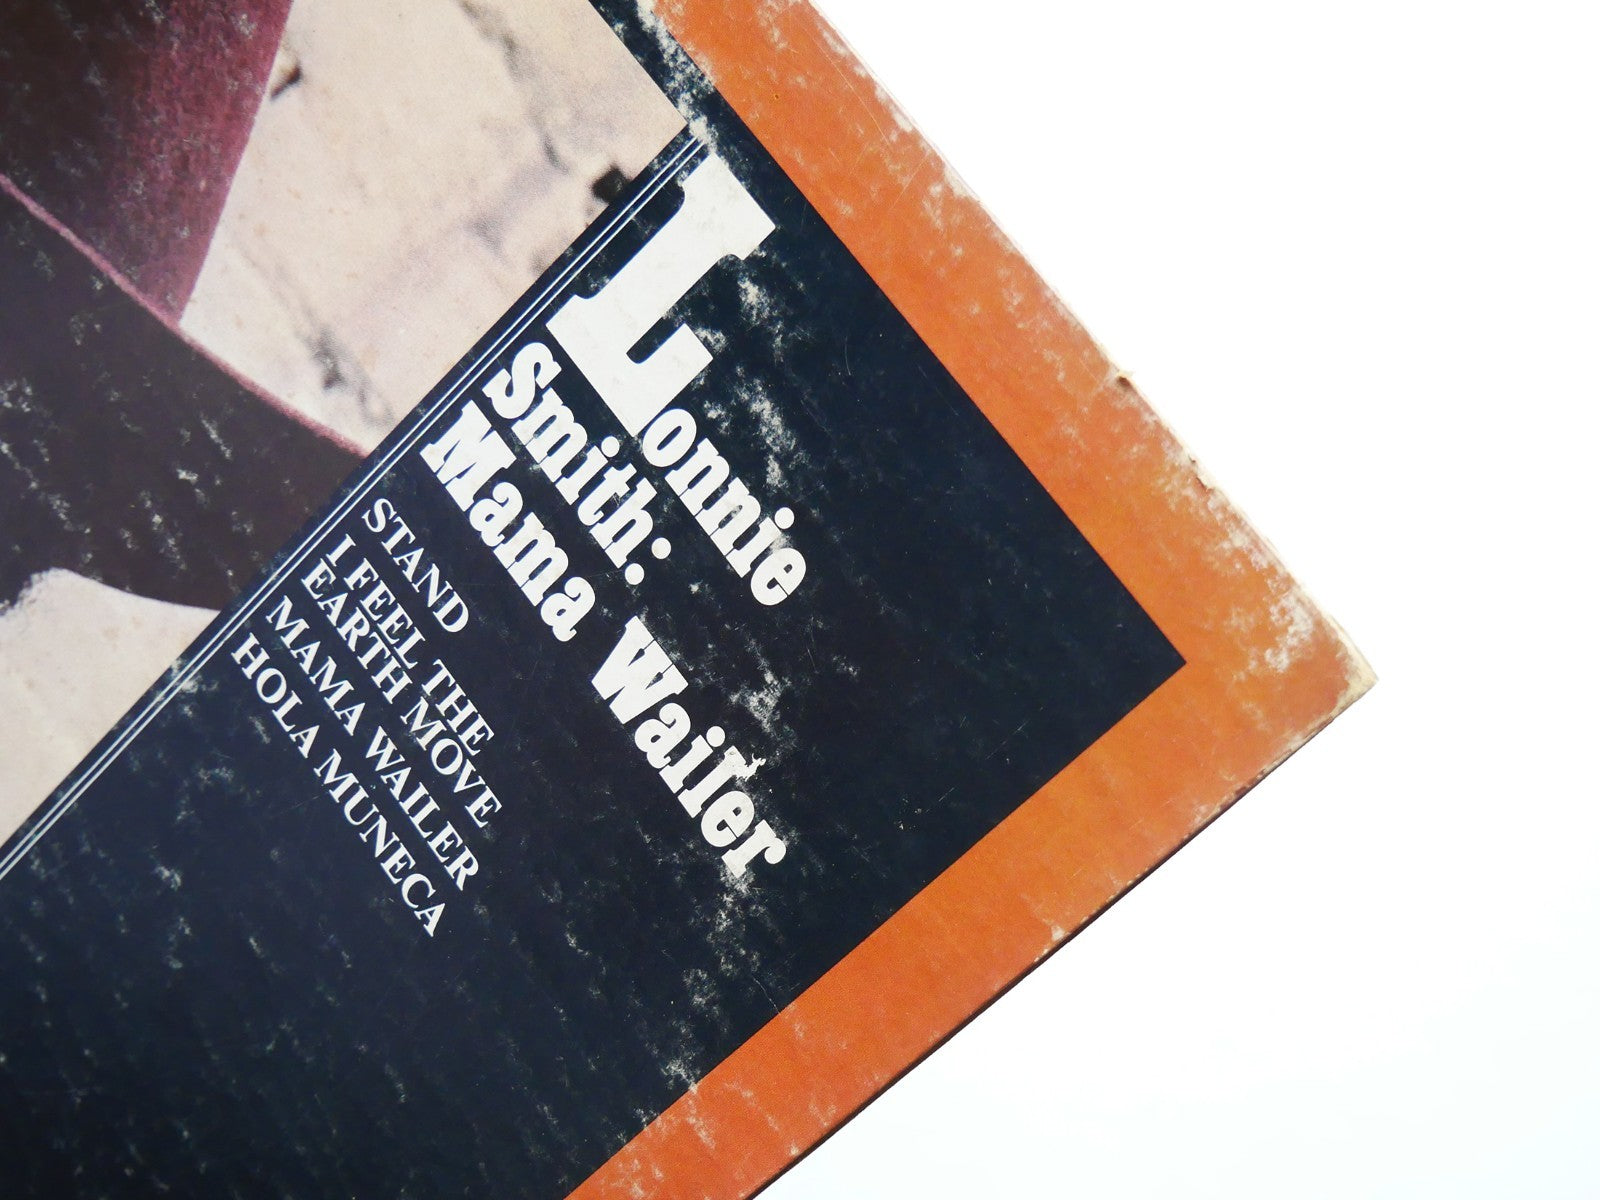 Lonnie
Smith:
Mama Wailer
STAND
I FEEL THE
EARTH MOVE
MAMA WAILER
HOLA MUNECA